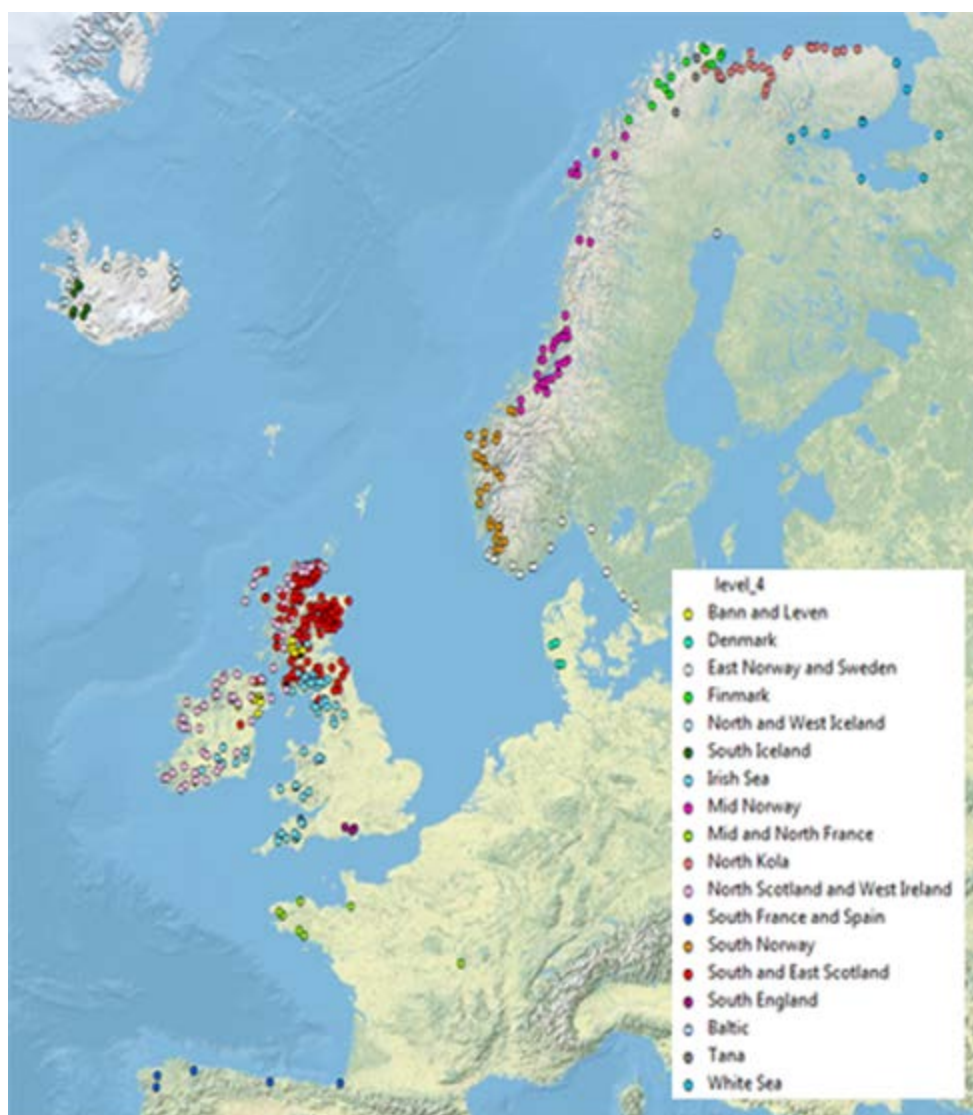 level_4
Bann and Leven
Denmark
East Norway and Sweden
Finmark
North and West Iceland
South Iceland
Irish Sea
Mid Norway
Mid and North France
North Kola
North Scotland and West Ireland
South France and Spain
South Norway
South and East Scotland
South England
Baltic
Tana
White Sea